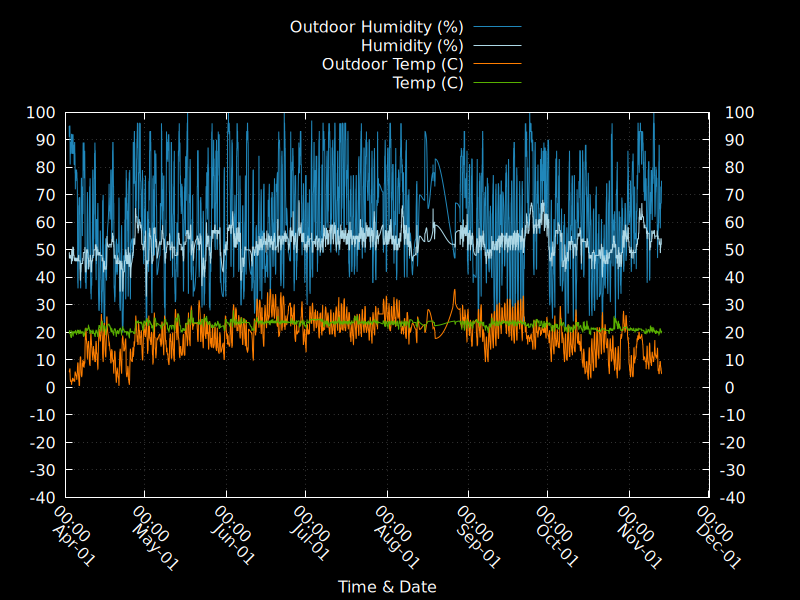 Outdoor Humidity (%)
Humidity (%)
Outdoor Temp (C)
Temp (C)
100 100
90 90
80 80
70 70
60 60
50 50
40 40
30 30
20 20
10 10
0 0
-10 -10
-20 -20
-30 -30
-40 -40
00:00 00:00 00:00 00:00 00:00 00:00 00:00 00:00 00:00
Apr-01 May-01 Jun-01 Jul-01 Aug-01 Sep-01 Oct-01 Nov-01 Dec-01
Time & Date